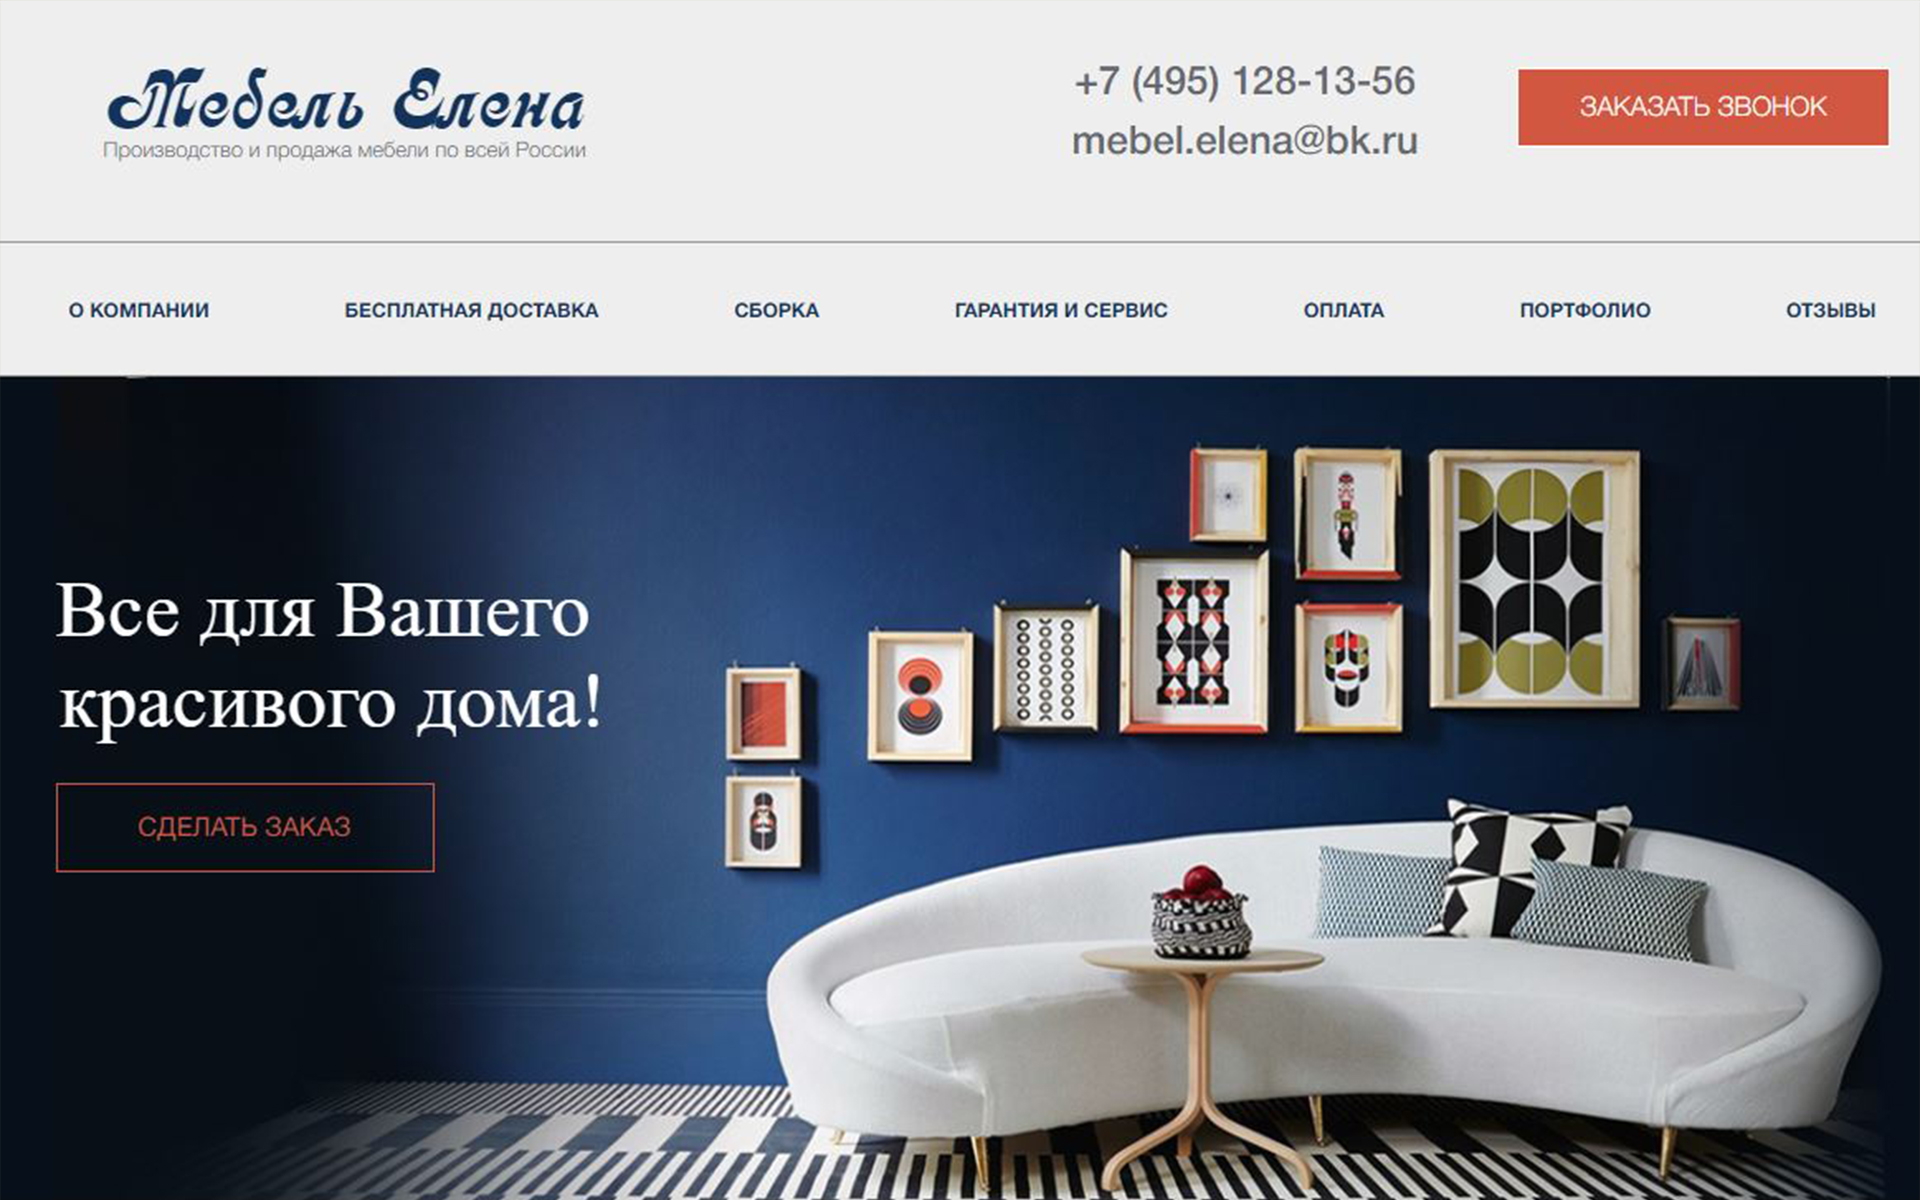 Мебель Елена
Производство и продажа мебели по всей России
+7 (495) 128-13-56
mebel.elena@bk.ru
ЗАКАЗАТЬ ЗВОНОК
О КОМПАНИИ
БЕСПЛАТНАЯ ДОСТАВКА
СБОРКА
ГАРАНТИЯ И СЕРВИС
ОПЛАТА
ПОРТФОЛИО
ОТЗЫВЫ
Все для Вашего
красивого дома!
СДЕЛАТЬ ЗАКАЗ